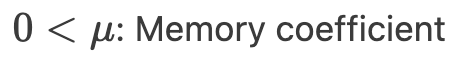 0 < μ: Memory coefficient